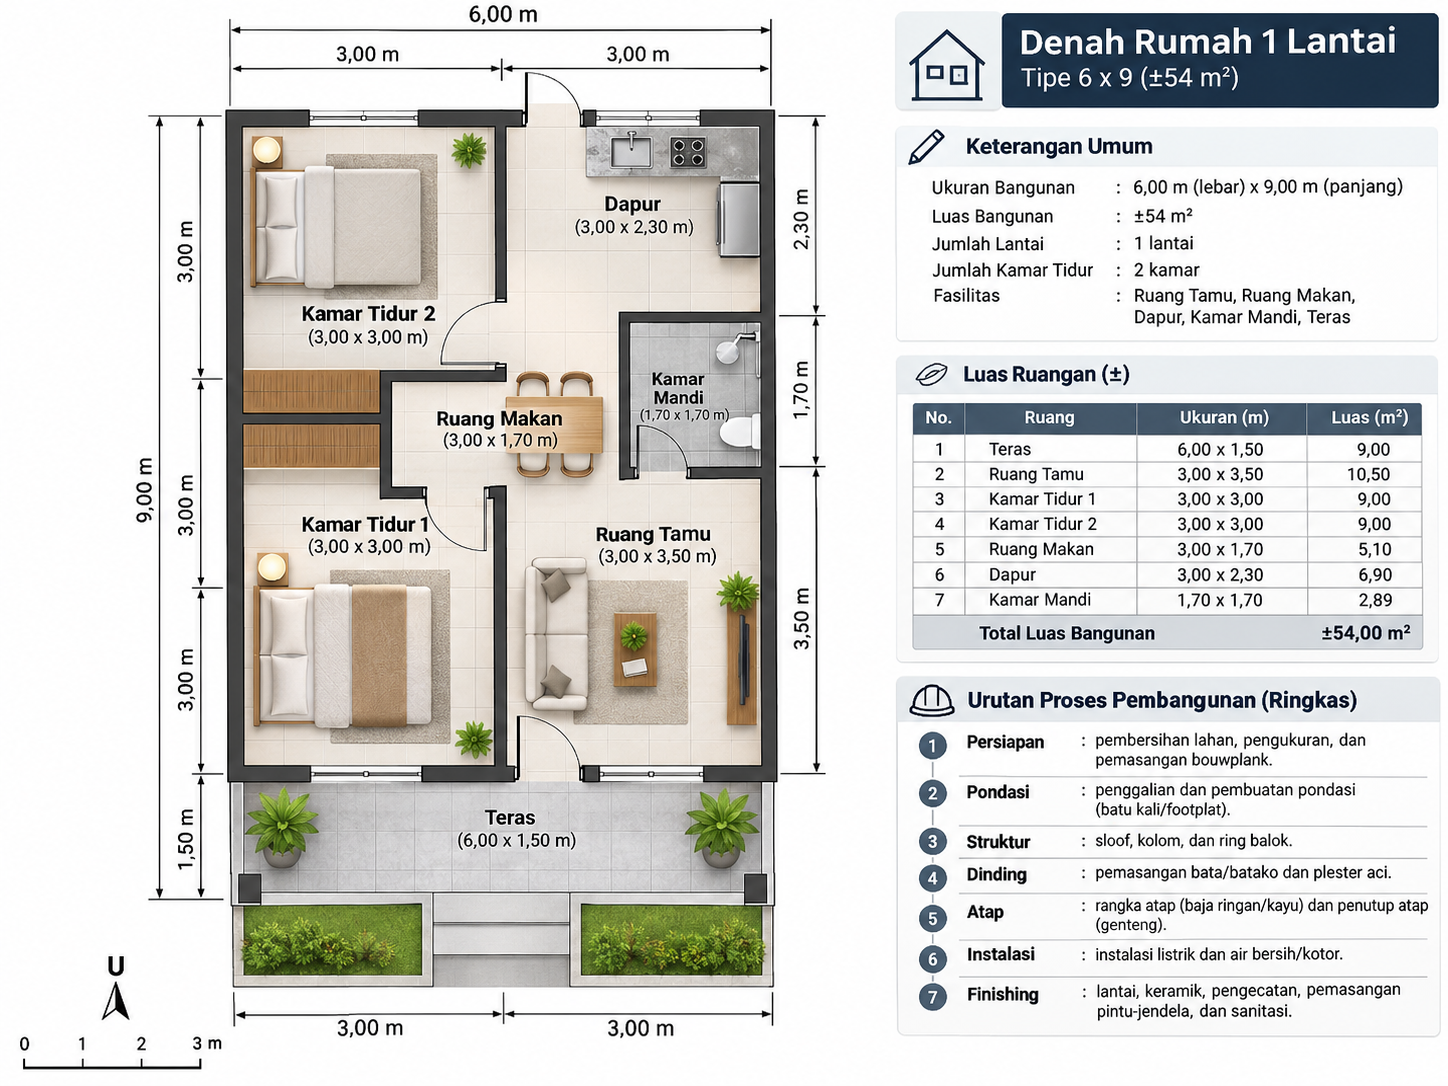 6,00 m
3,00 m
3,00 m
9,00 m
3,00 m
3,00 m
3,00 m
1,50 m
2,30 m
1,70 m
3,50 m
Dapur
(3,00 x 2,30 m)
Kamar Tidur 2
(3,00 x 3,00 m)
Kamar
Mandi
(1,70 x 1,70 m)
Ruang Makan
(3,00 x 1,70 m)
Kamar Tidur 1
(3,00 x 3,00 m)
Ruang Tamu
(3,00 x 3,50 m)
Teras
(6,00 x 1,50 m)
3,00 m
3,00 m
U
0 1 2 3 m
Denah Rumah 1 Lantai
Tipe 6 x 9 (±54 m²)
Keterangan Umum
Ukuran Bangunan : 6,00 m (lebar) x 9,00 m (panjang)
Luas Bangunan : ±54 m²
Jumlah Lantai : 1 lantai
Jumlah Kamar Tidur : 2 kamar
Fasilitas : Ruang Tamu, Ruang Makan,
Dapur, Kamar Mandi, Teras
Luas Ruangan (±)
No. Ruang Ukuran (m) Luas (m²)
1 Teras 6,00 x 1,50 9,00
2 Ruang Tamu 3,00 x 3,50 10,50
3 Kamar Tidur 1 3,00 x 3,00 9,00
4 Kamar Tidur 2 3,00 x 3,00 9,00
5 Ruang Makan 3,00 x 1,70 5,10
6 Dapur 3,00 x 2,30 6,90
7 Kamar Mandi 1,70 x 1,70 2,89
Total Luas Bangunan ±54,00 m²
Urutan Proses Pembangunan (Ringkas)
1 Persiapan : pembersihan lahan, pengukuran, dan
pemasangan bouwplank.
2 Pondasi : penggalian dan pembuatan pondasi
(batu kali/footplat).
3 Struktur : sloof, kolom, dan ring balok.
4 Dinding : pemasangan bata/batako dan plester aci.
5 Atap : rangka atap (baja ringan/kayu) dan penutup atap
(genteng).
6 Instalasi : instalasi listrik dan air bersih/kotor.
7 Finishing : lantai, keramik, pengecatan, pemasangan
pintu-jendela, dan sanitasi.